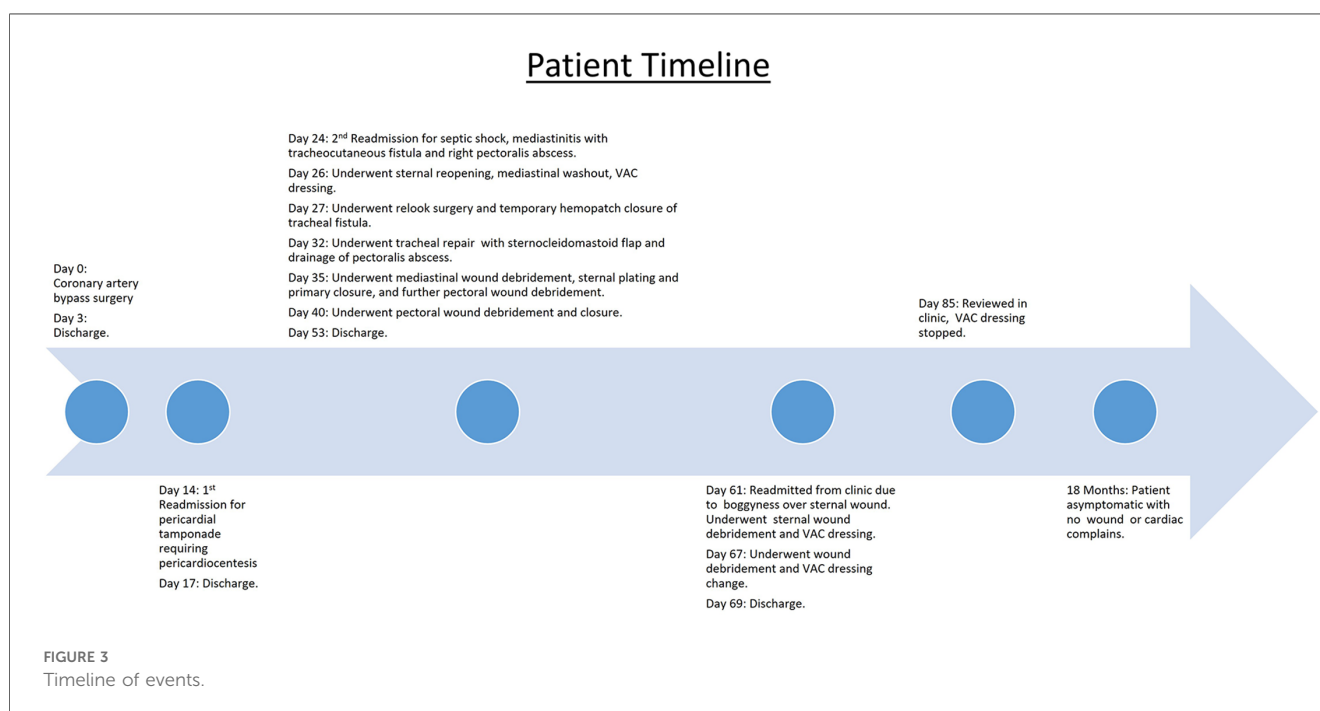 Patient Timeline
Day 0:
Coronary artery
bypass surgery
Day 3:
Discharge.
Day 14: 1st
Readmission for
pericardial
tamponade
requiring
pericardiocentesis
Day 17: Discharge.
Day 24: 2nd Readmission for septic shock, mediastinitis with
tracheocutaneous fistula and right pectoralis abscess.
Day 26: Underwent sternal reopening, mediastinal washout, VAC
dressing.
Day 27: Underwent relook surgery and temporary hemopatch closure of
tracheal fistula.
Day 32: Underwent tracheal repair with sternocleidomastoid flap and
drainage of pectoralis abscess.
Day 35: Underwent mediastinal wound debridement, sternal plating and
primary closure, and further pectoral wound debridement.
Day 40: Underwent pectoral wound debridement and closure.
Day 53: Discharge.
Day 61: Readmitted from clinic due
to boggyness over sternal wound.
Underwent sternal wound
debridement and VAC dressing.
Day 67: Underwent wound
debridement and VAC dressing
change.
Day 69: Discharge.
Day 85: Reviewed in
clinic, VAC dressing
stopped.
18 Months: Patient
asymptomatic with
no wound or cardiac
complains.
FIGURE 3
Timeline of events.